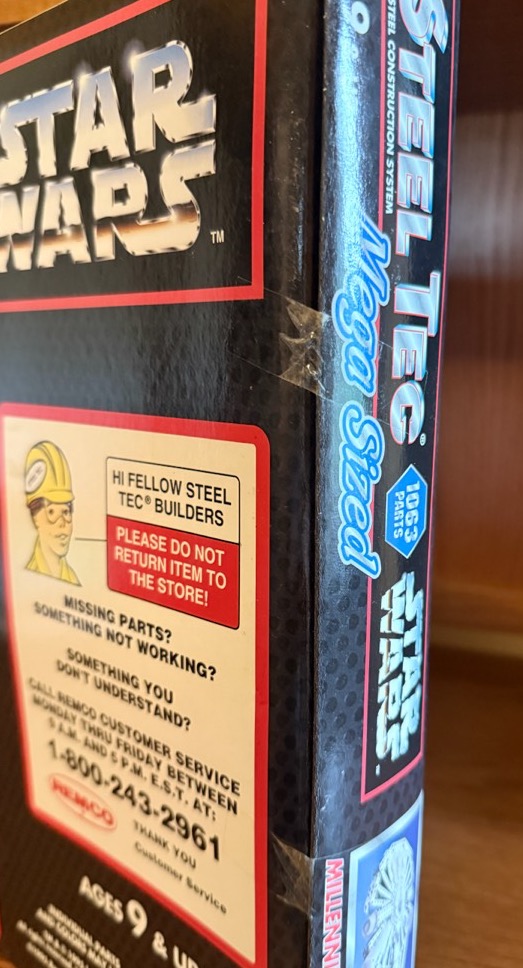 STAR
WARS
TM
HI FELLOW STEEL
TEC® BUILDERS
PLEASE DO NOT
RETURN ITEM TO
THE STORE!
MISSING PARTS?
SOMETHING NOT WORKING?
SOMETHING YOU
DON'T UNDERSTAND?
CALL REMCO CUSTOMER SERVICE
MONDAY THRU FRIDAY BETWEEN
9 A.M. AND 5 P.M. E.S.T. AT:
1-800-243-2961
REMCO
THANK YOU
Customer Service
AGES 9 & UP
INDIVIDUAL PARTS
STEEL TEC®
STEEL CONSTRUCTION SYSTEM
Mega Sized
1063
PARTS
STAR
WARS
MILLENNI